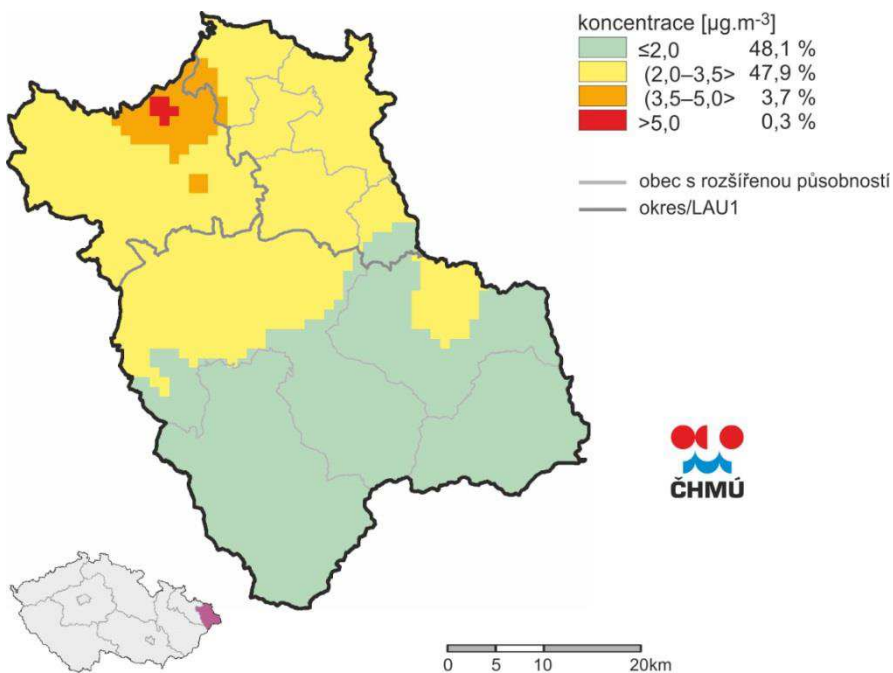 koncentrace [µg.m-3]
≤2,0 48,1 %
(2,0–3,5> 47,9 %
(3,5–5,0> 3,7 %
>5,0 0,3 %
obec s rozšířenou působností
okres/LAU1
ČHMÚ
0 5 10 20km